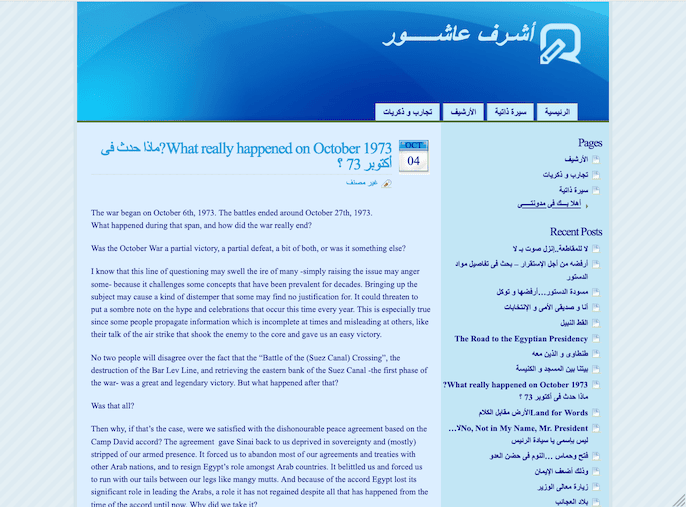 أشرف عاشـــــور
الرئيسية
سيرة ذاتية
الأرشيف
تجارب و ذكريات
OCT
04
What really happened on October 1973?ماذا حدث فى
أكتوبر 73 ؟
غير مصنف
The war began on October 6th, 1973. The battles ended around October 27th, 1973.
What happened during that span, and how did the war really end?
Was the October War a partial victory, a partial defeat, a bit of both, or was it something else?
I know that this line of questioning may swell the ire of many -simply raising the issue may anger
some- because it challenges some concepts that have been prevalent for decades. Bringing up the
subject may cause a kind of distemper that some may find no justification for. It could threaten to
put a sombre note on the hype and celebrations that occur this time every year. This is especially true
since some people propagate information which is incomplete at times and misleading at others, like
their talk of the air strike that shook the enemy to the core and gave us an easy victory.
No two people will disagree over the fact that the “Battle of the (Suez Canal) Crossing”, the
destruction of the Bar Lev Line, and retrieving the eastern bank of the Suez Canal -the first phase of
the war- was a great and legendary victory. But what happened after that?
Was that all?
Then why, if that’s the case, were we satisfied with the dishonourable peace agreement based on the
Camp David accord? The agreement gave Sinai back to us deprived in sovereignty and (mostly)
stripped of our armed presence. It forced us to abandon most of our agreements and treaties with
other Arab nations, and to resign Egypt’s role amongst Arab countries. It belittled us and forced us
to run with our tails between our legs like mangy mutts. And because of the accord Egypt lost its
significant role in leading the Arabs, a role it has not regained despite all that has happened from the
time of the accord until now. Why did we take it?
Pages
الأرشيف
تجارب و ذكريات
سيرة ذاتية
أهلا بـــك فى مدونتـــــى
Recent Posts
لا للمقاطعة..إنزل صوت بـ لا
أرفضه من أجل الإستقرار – بحث فى تفاصيل مواد
الدستور
مسودة الدستور…أرفضها و توكل
أنا و صديقى الأمى و الإنتخابات
القط النبيل
The Road to the Egyptian Presidency
طنطاوى و الذين معه
بيتنا بين المسجد و الكنيسة
What really happened on October 1973?
ماذا حدث فى أكتوبر 73 ؟
Land for Wordsالأرض مقابل الكلام
No, Not in My Name, Mr. Presidentلا…
ليس بإسمى يا سيادة الرئيس
فتح وحماس …النوم فى حضن العدو
وذلك أضعف الإيمان
زيارة معالى الوزير
بلاد العجائب